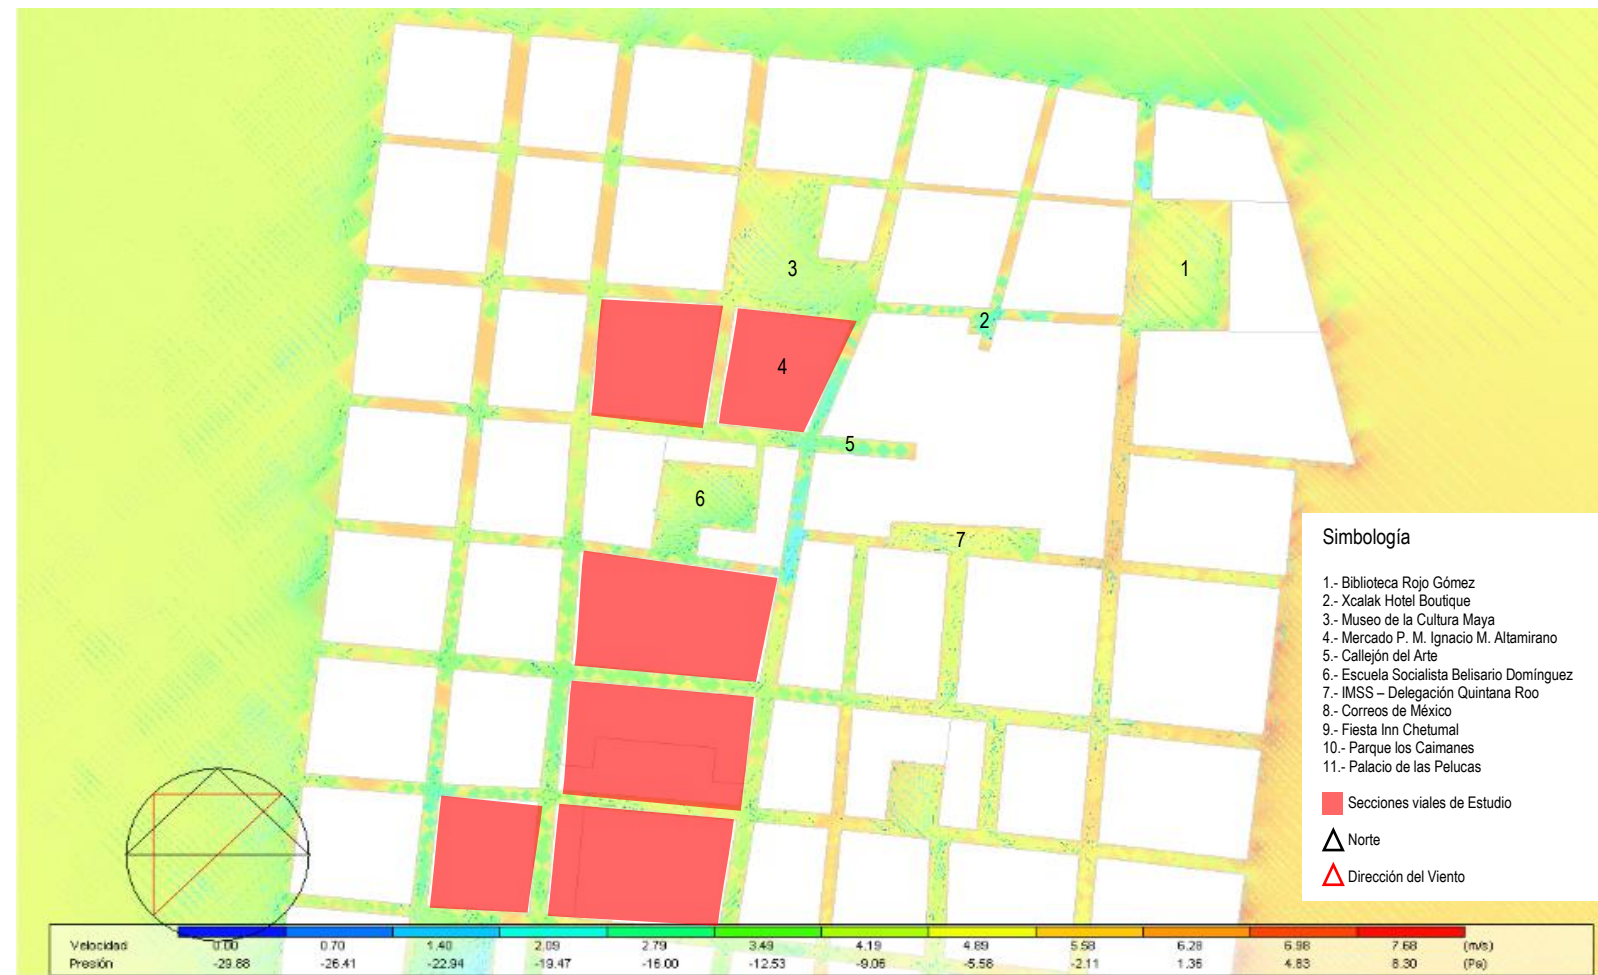 3
1
2
4
5
6
7
Simbología
1.- Biblioteca Rojo Gómez
2.- Xcalak Hotel Boutique
3.- Museo de la Cultura Maya
4.- Mercado P. M. Ignacio M. Altamirano
5.- Callejón del Arte
6.- Escuela Socialista Belisario Domínguez
7.- IMSS – Delegación Quintana Roo
8.- Correos de México
9.- Fiesta Inn Chetumal
10.- Parque los Caimanes
11.- Palacio de las Pelucas
Secciones viales de Estudio
Norte
Dirección del Viento
Velocidad 0.00 0.70 1.40 2.09 2.79 3.49 4.19 4.89 5.58 6.28 6.98 7.68 (m/s)
Presión -29.88 -26.41 -22.94 -19.47 -16.00 -12.53 -9.06 -5.58 -2.11 1.36 4.83 8.30 (Pa)